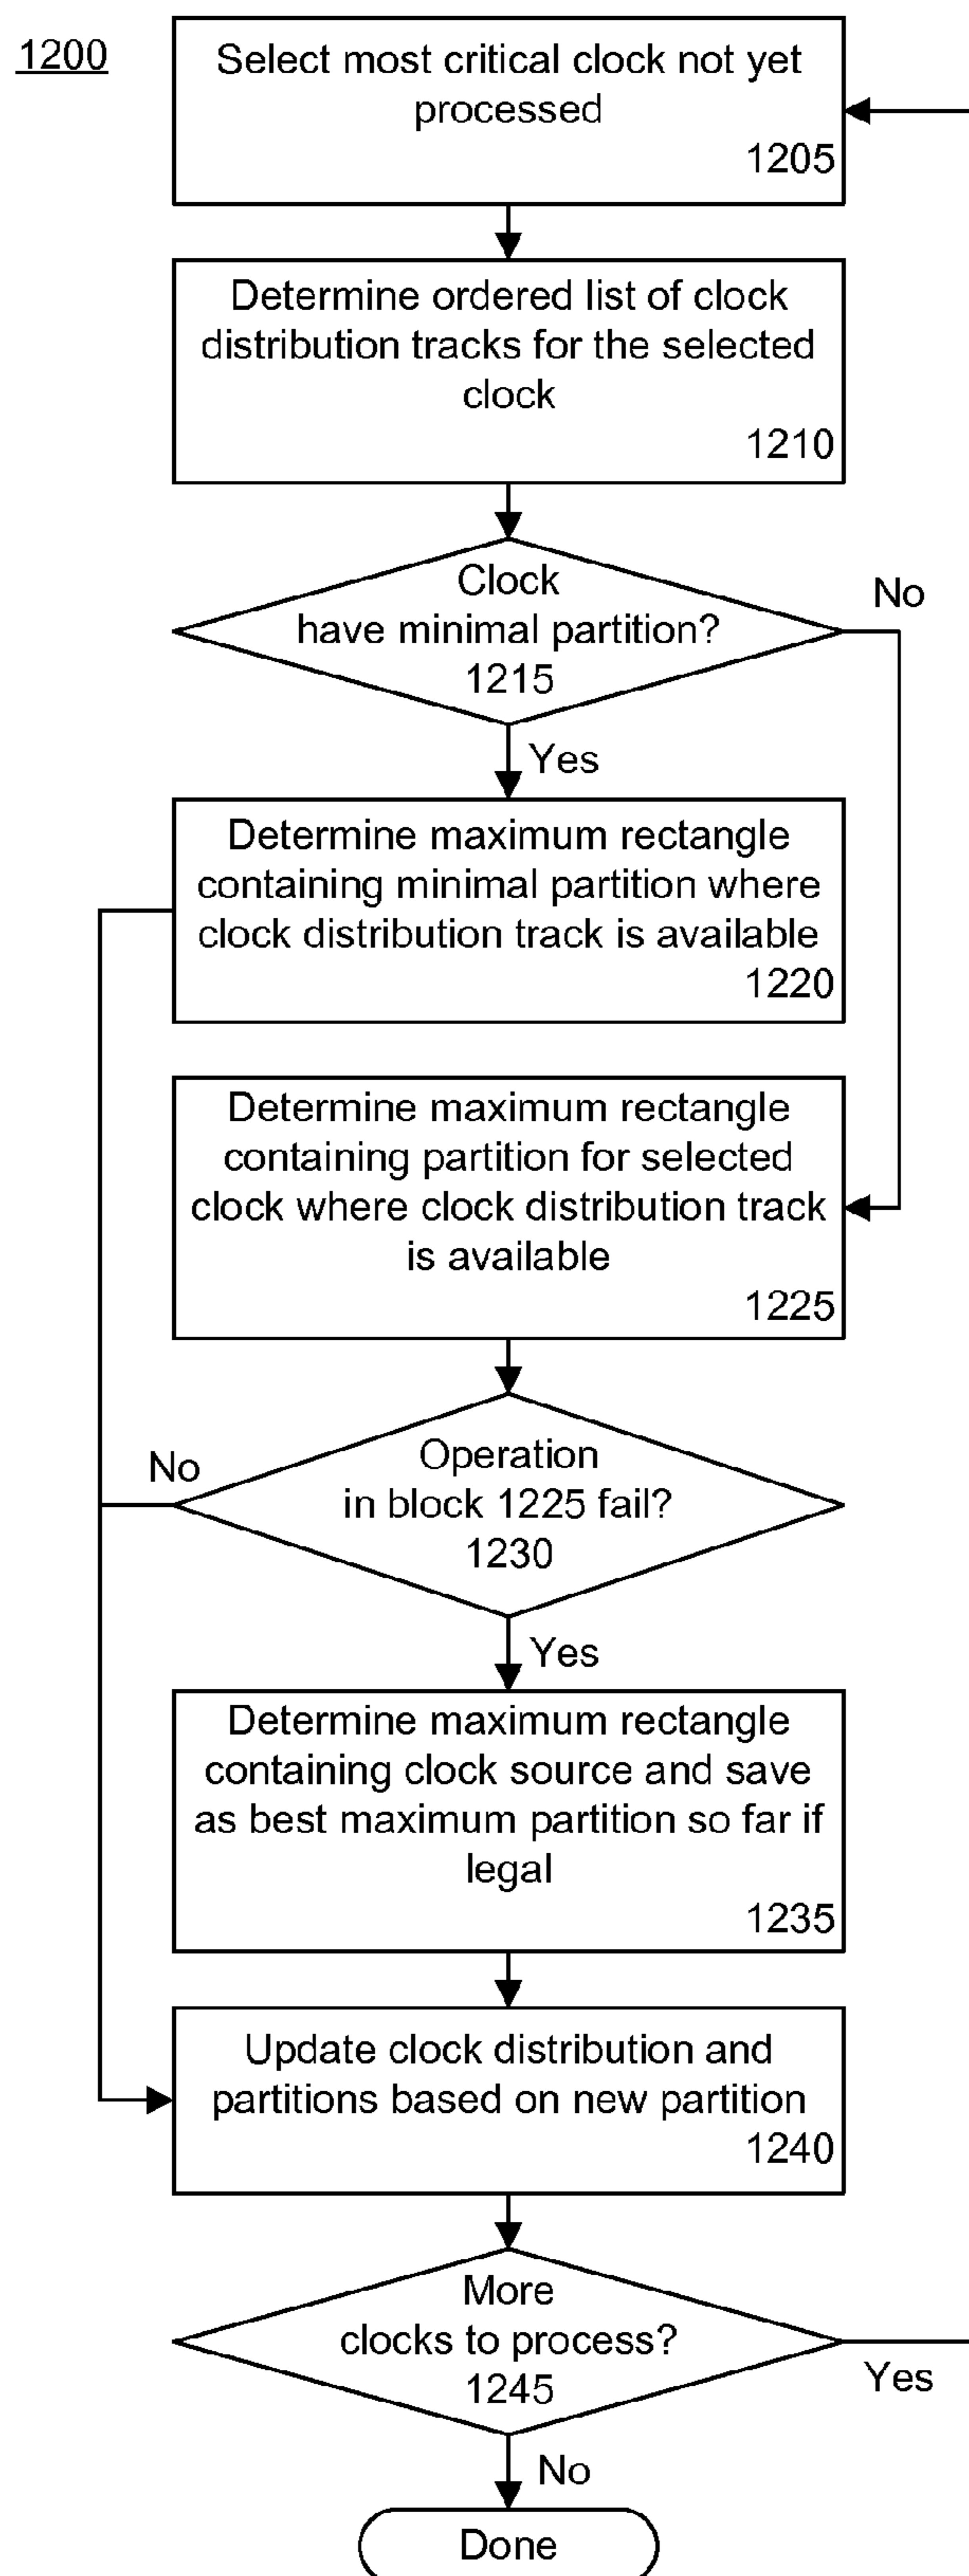 1200
Select most critical clock not yet
processed
1205
Determine ordered list of clock
distribution tracks for the selected
clock
1210
Clock
have minimal partition?
1215
No
Yes
Determine maximum rectangle
containing minimal partition where
clock distribution track is available
1220
Determine maximum rectangle
containing partition for selected
clock where clock distribution track
is available
1225
Operation
in block 1225 fail?
1230
No
Yes
Determine maximum rectangle
containing clock source and save
as best maximum partition so far if
legal
1235
Update clock distribution and
partitions based on new partition
1240
More
clocks to process?
1245
Yes
No
Done